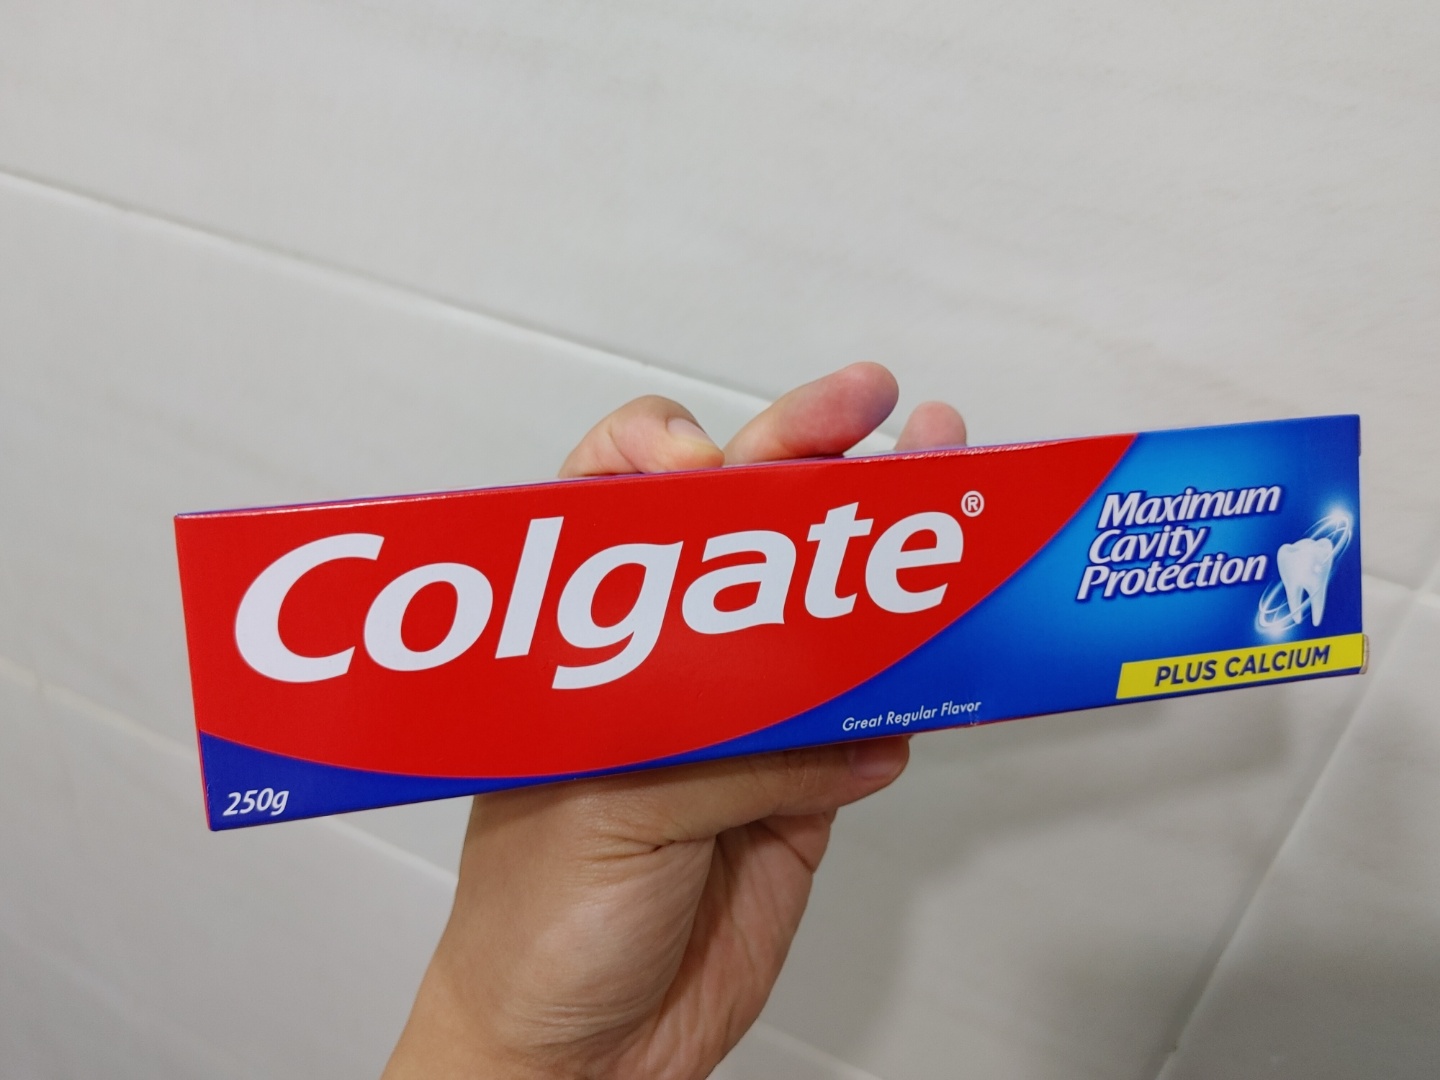 Colgate®
Maximum
Cavity
Protection
PLUS CALCIUM
Great Regular Flavor
250g